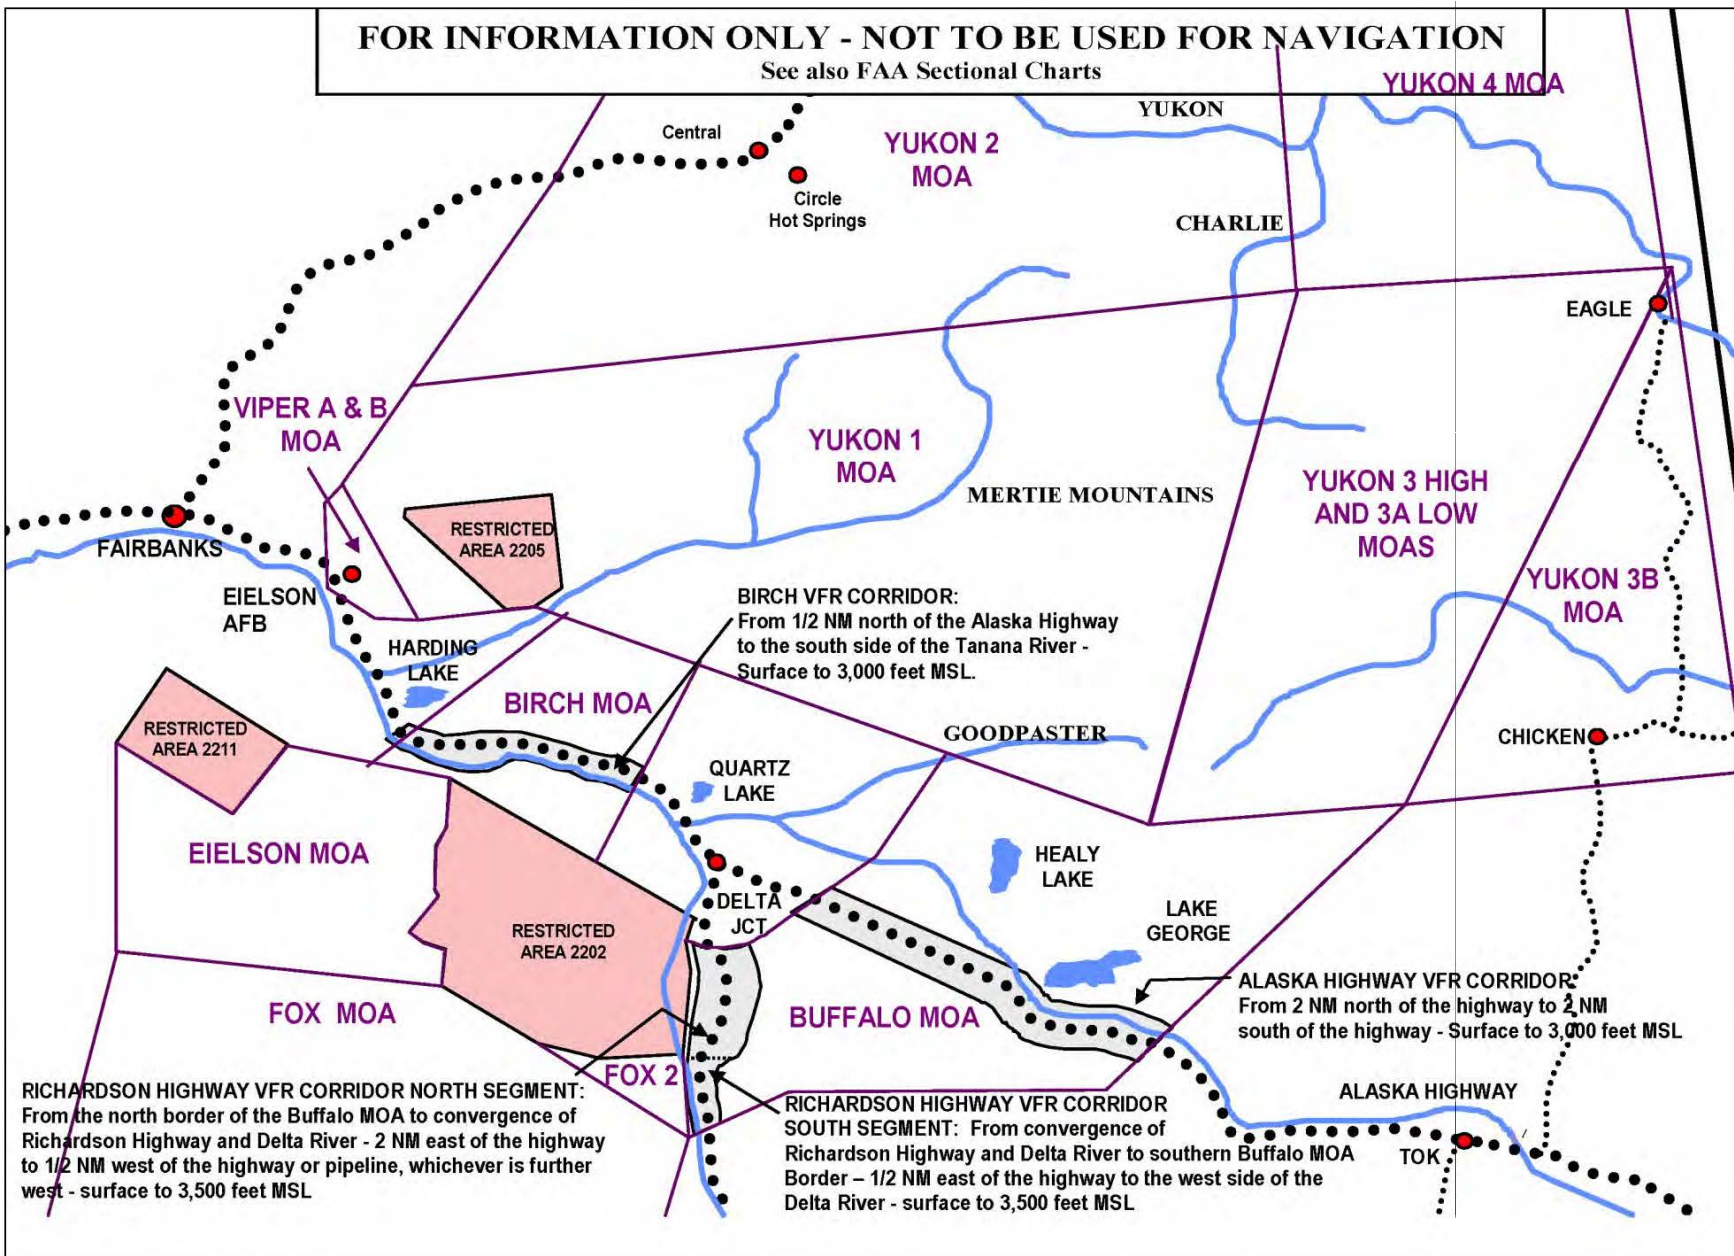 FOR INFORMATION ONLY - NOT TO BE USED FOR NAVIGATION
See also FAA Sectional Charts
YUKON 4 MOA
YUKON
Central
YUKON 2
MOA
Circle
Hot Springs
CHARLIE
EAGLE
VIPER A & B
MOA
YUKON 1
MOA
MERTIE MOUNTAINS
YUKON 3 HIGH
AND 3A LOW
MOAS
RESTRICTED
AREA 2205
FAIRBANKS
YUKON 3B
MOA
EIELSON
AFB
BIRCH VFR CORRIDOR:
From 1/2 NM north of the Alaska Highway
to the south side of the Tanana River -
Surface to 3,000 feet MSL.
HARDING
LAKE
BIRCH MOA
RESTRICTED
AREA 2211
GOODPASTER
CHICKEN
QUARTZ
LAKE
EIELSON MOA
HEALY
LAKE
DELTA
JCT
LAKE
GEORGE
RESTRICTED
AREA 2202
ALASKA HIGHWAY VFR CORRIDOR
From 2 NM north of the highway to 2 NM
south of the highway - Surface to 3,000 feet MSL
FOX MOA
BUFFALO MOA
FOX 2
RICHARDSON HIGHWAY VFR CORRIDOR NORTH SEGMENT:
From the north border of the Buffalo MOA to convergence of
Richardson Highway and Delta River - 2 NM east of the highway
to 1/2 NM west of the highway or pipeline, whichever is further
west - surface to 3,500 feet MSL
RICHARDSON HIGHWAY VFR CORRIDOR
SOUTH SEGMENT: From convergence of
Richardson Highway and Delta River to southern Buffalo MOA
Border – 1/2 NM east of the highway to the west side of the
Delta River - surface to 3,500 feet MSL
ALASKA HIGHWAY
TOK